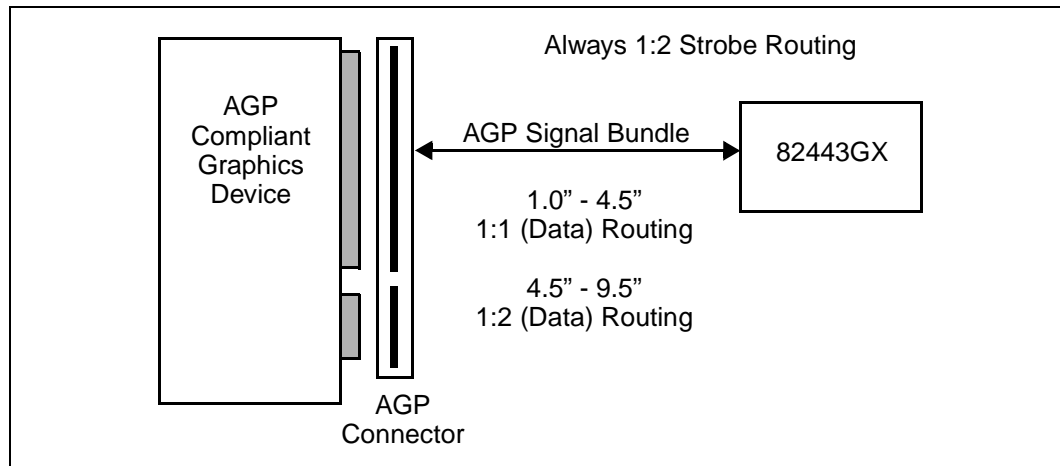 Always 1:2 Strobe Routing
AGP
Compliant
Graphics
Device
AGP Signal Bundle
82443GX
1.0” - 4.5”
1:1 (Data) Routing
4.5” - 9.5”
1:2 (Data) Routing
AGP
Connector